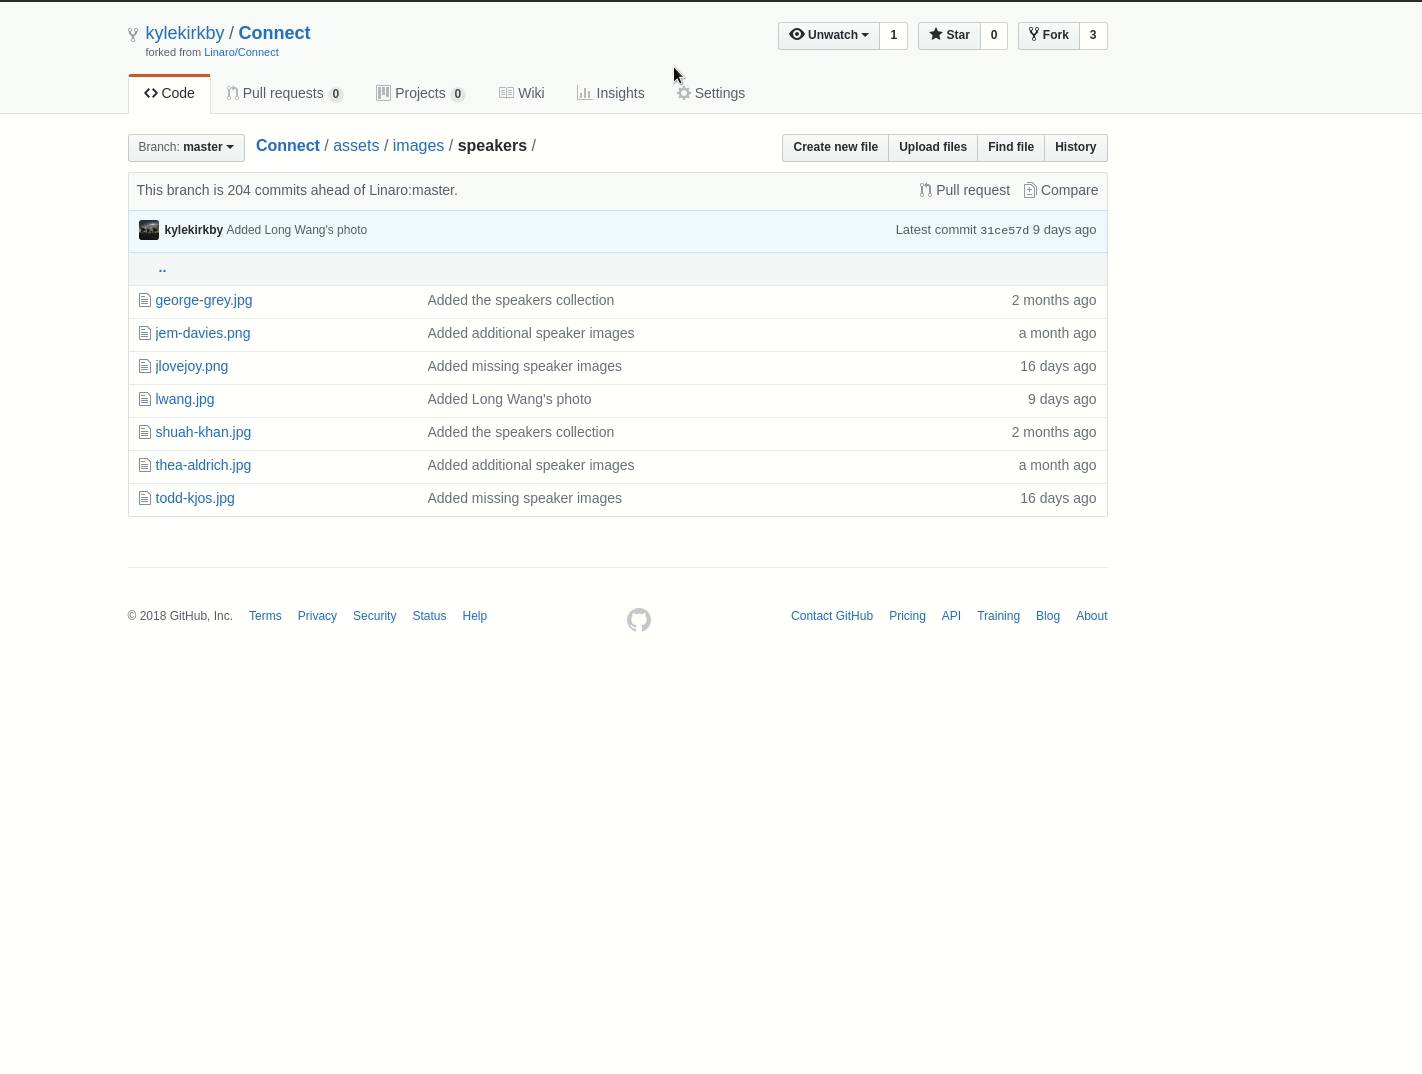 kylekirkby / Connect
forked from Linaro/Connect
Unwatch 1 Star 0 Fork 3
Code Pull requests 0 Projects 0 Wiki Insights Settings
Branch: master Connect / assets / images / speakers / Create new file Upload files Find file History
This branch is 204 commits ahead of Linaro:master. Pull request Compare
kylekirkby Added Long Wang's photo Latest commit 31ce57d 9 days ago
..
george-grey.jpg Added the speakers collection 2 months ago
jem-davies.png Added additional speaker images a month ago
jlovejoy.png Added missing speaker images 16 days ago
lwang.jpg Added Long Wang's photo 9 days ago
shuah-khan.jpg Added the speakers collection 2 months ago
thea-aldrich.jpg Added additional speaker images a month ago
todd-kjos.jpg Added missing speaker images 16 days ago
© 2018 GitHub, Inc. Terms Privacy Security Status Help Contact GitHub Pricing API Training Blog About